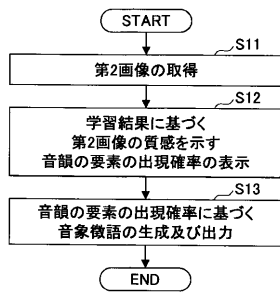 START
S11
第2画像の取得
S12
学習結果に基づく
第2画像の質感を示す
音韻の要素の出現確率の表示
S13
音韻の要素の出現確率に基づく
音象徴語の生成及び出力
END